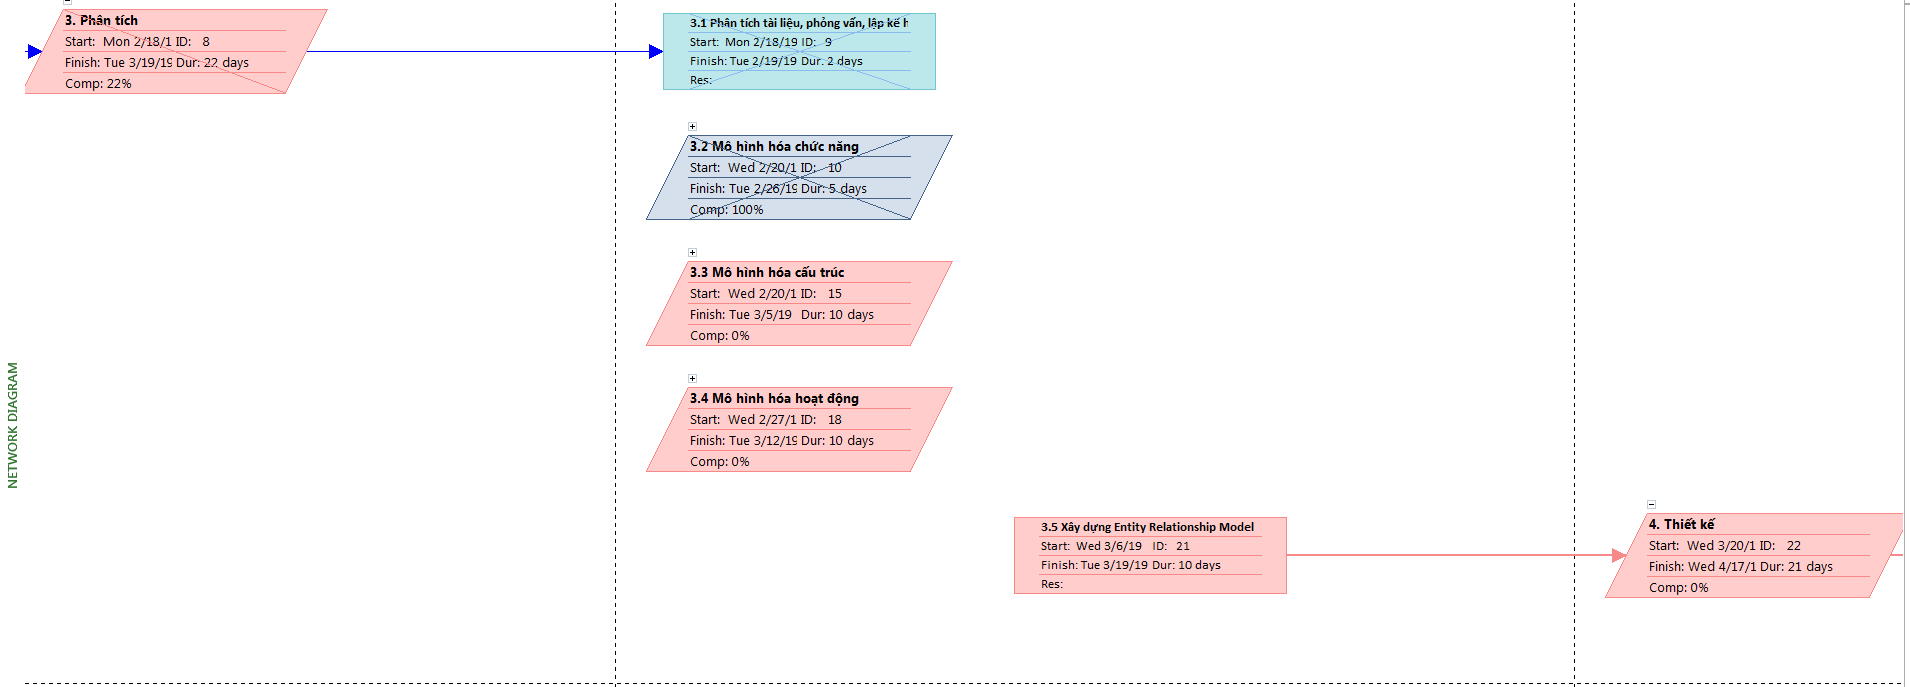 NETWORK DIAGRAM
3. Phân tích
Start: Mon 2/18/1 ID: 8
Finish: Tue 3/19/19 Dur: 22 days
Comp: 22%
3.1 Phân tích tài liệu, phỏng vấn, lập kế h
Start: Mon 2/18/19 ID: 9
Finish: Tue 2/19/19 Dur: 2 days
Res:
3.2 Mô hình hóa chức năng
Start: Wed 2/20/1 ID: 10
Finish: Tue 2/26/19 Dur: 5 days
Comp: 100%
3.3 Mô hình hóa cấu trúc
Start: Wed 2/20/1 ID: 15
Finish: Tue 3/5/19 Dur: 10 days
Comp: 0%
3.4 Mô hình hóa hoạt động
Start: Wed 2/27/1 ID: 18
Finish: Tue 3/12/19 Dur: 10 days
Comp: 0%
3.5 Xây dựng Entity Relationship Model
Start: Wed 3/6/19 ID: 21
Finish: Tue 3/19/19 Dur: 10 days
Res:
4. Thiết kế
Start: Wed 3/20/1 ID: 22
Finish: Wed 4/17/1 Dur: 21 days
Comp: 0%